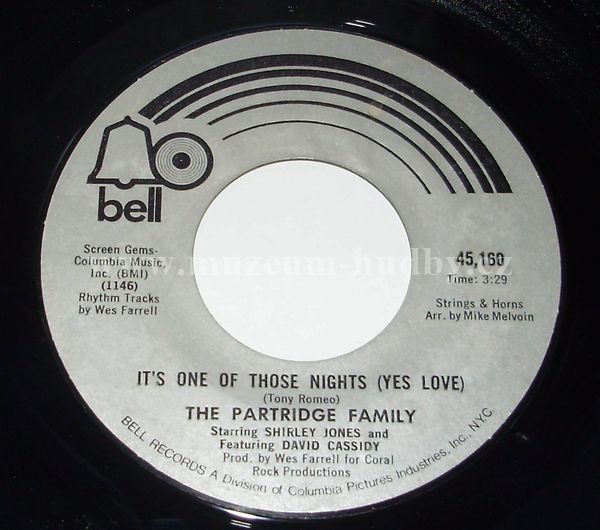 bell
Screen Gems-
Columbia Music,
Inc. (BMI)
(1146)
Rhythm Tracks
by Wes Farrell
www.muzeum-hudby.cz
45,160
Time: 3:29
Strings & Horns
Arr. by Mike Melvoin
IT'S ONE OF THOSE NIGHTS (YES LOVE)
(Tony Romeo)
THE PARTRIDGE FAMILY
Starring SHIRLEY JONES and
Featuring DAVID CASSIDY
Prod. by Wes Farrell for Coral
Rock Productions
BELL RECORDS A Division of Columbia Pictures Industries, Inc., NYC.